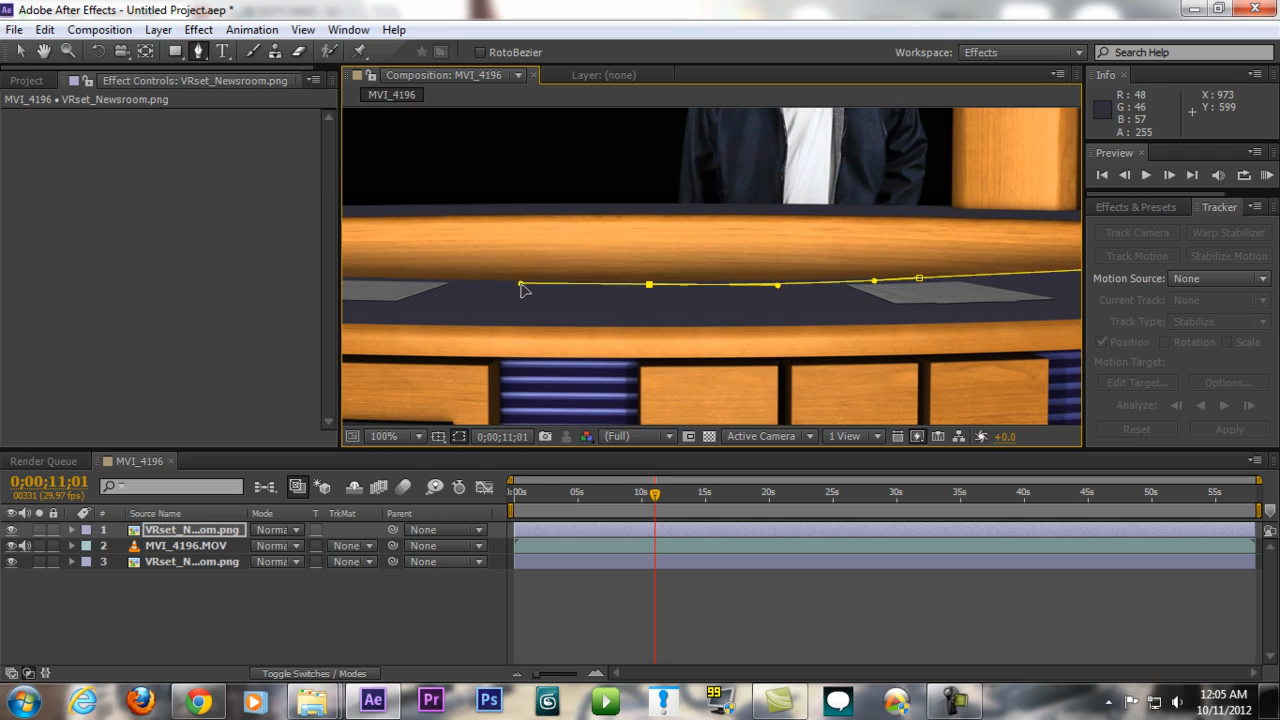 Adobe After Effects - Untitled Project.aep *
File Edit Composition Layer Effect Animation View Window Help
RotoBezier
Workspace: Effects
Search Help
Project
Effect Controls: VRset_Newsroom.png
MVI_4196 • VRset_Newsroom.png
Composition: MVI_4196
Layer: (none)
MVI_4196
Info
R : 48
G : 46
B : 57
A : 255
X : 973
Y : 599
Preview
Effects & Presets
Tracker
Track Camera
Warp Stabilizer
Track Motion
Stabilize Motion
Motion Source: None
Current Track: None
Track Type: Stabilize
Position Rotation Scale
Motion Target:
Edit Target...
Options...
Analyze:
Reset
Apply
100%
0;00;11;01
(Full)
Active Camera
1 View
+0.0
Render Queue
MVI_4196
0;00;11;01
00331 (29.97 fps)
# Source Name Mode T TrkMat Parent
:00s 05s 10s 15s 20s 25s 30s 35s 40s 45s 50s 55s
1 VRset_N...om.png Norma None
2 MVI_4196.MOV Norma None None
3 VRset_N...om.png Norma None None
Toggle Switches / Modes
Ae
Pr
Ps
99
12:05 AM
10/11/2012